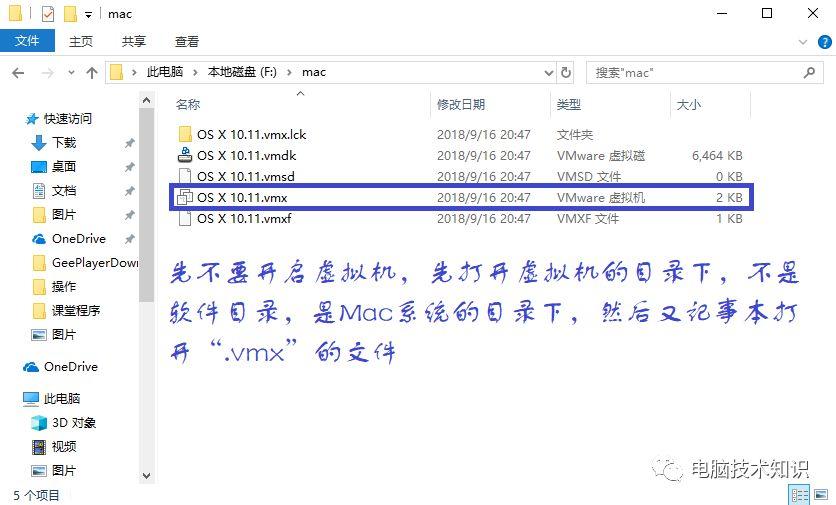 mac
文件
主页
共享
查看
此电脑
本地磁盘 (F:)
mac
搜索"mac"
名称
修改日期
类型
大小
OS X 10.11.vmx.lck 2018/9/16 20:47 文件夹
OS X 10.11.vmdk 2018/9/16 20:47 VMware 虚拟磁 6,464 KB
OS X 10.11.vmsd 2018/9/16 20:47 VMSD 文件 0 KB
OS X 10.11.vmx 2018/9/16 20:47 VMware 虚拟机 2 KB
OS X 10.11.vmxf 2018/9/16 20:47 VMXF 文件 1 KB
快速访问
下载
桌面
文档
图片
OneDrive
GeePlayerDown
操作
课堂程序
图片
OneDrive
此电脑
3D 对象
视频
图片
先不要开启虚拟机，先打开虚拟机的目录下，不是
软件目录，是Mac系统的目录下，然后又记事本打
开“.vmx”的文件
电脑技术知识
5 个项目